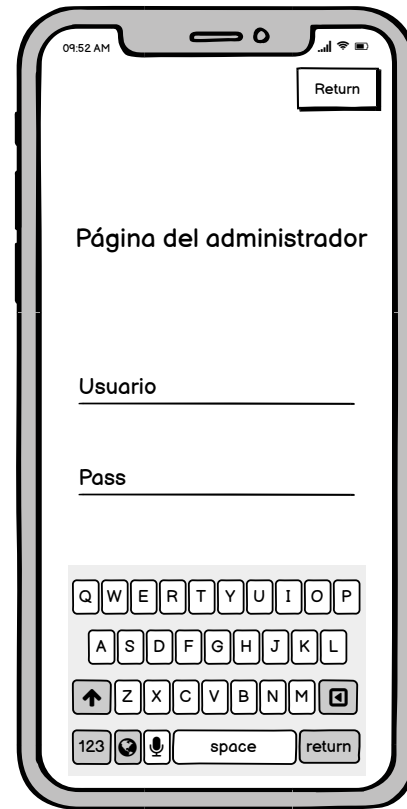 09:52 AM
Return
Página del administrador
Usuario
Pass
Q W E R T Y U I O P
A S D F G H J K L
Z X C V B N M
123 space return